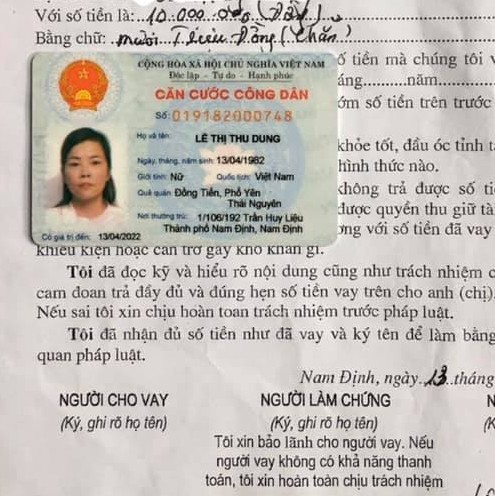 Với số tiền là: 10.000.000 (Đồng)
Bằng chữ: mười Triệu Đồng (Chẵn)
CỘNG HÒA XÃ HỘI CHỦ NGHĨA VIỆT NAM
Độc lập - Tự do - Hạnh phúc
CĂN CƯỚC CÔNG DÂN
Số: 019182000748
Họ và tên:
LÊ THỊ THU DUNG
Ngày, tháng, năm sinh: 13/04/1982
Giới tính: Nữ Quốc tịch: Việt Nam
Quê quán: Đồng Tiến, Phổ Yên
Thái Nguyên
Nơi thường trú: 1/106/192 Trần Huy Liệu
Thành phố Nam Định, Nam Định
Có giá trị đến: 13/04/2022
ố tiền mà chúng tôi v
áng..........năm..........
ớm số tiền trên trước
khỏe tốt, đầu óc tỉnh t
hình thức nào.
không trả được số ti
được quyền thu giữ tà
ơng với số tiền đã vay
khiếu kiện hoặc cản trở gây khó khăn gì.
Tôi đã đọc kỹ và hiểu rõ nội dung cũng như trách nhiệm c
cam đoan trả đầy đủ và đúng hẹn số tiền vay trên cho anh (chị).
Nếu sai tôi xin chịu hoàn toan trách nhiệm trước pháp luật.
Tôi đã nhận đủ số tiền như đã vay và ký tên để làm bằng
quan pháp luật.
Nam Định, ngày..13..tháng
NGƯỜI CHO VAY
(Ký, ghi rõ họ tên)
NGƯỜI LÀM CHỨNG
(Ký, ghi rõ họ tên)
Tôi xin bảo lãnh cho người vay. Nếu
người vay không có khả năng thanh
toán, tôi xin hoàn toàn chịu trách nhiệm
N
(K